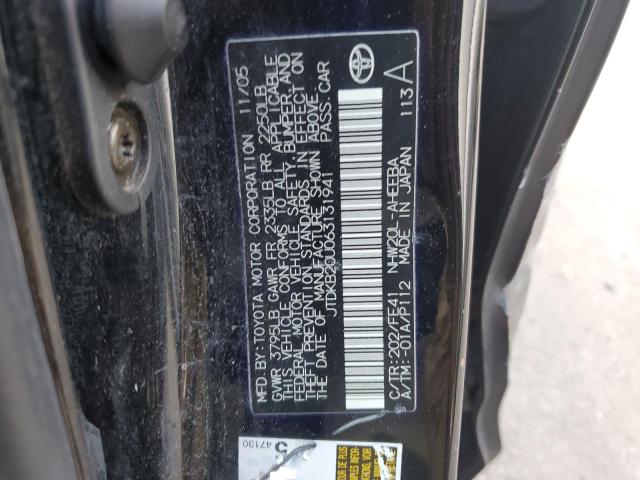 MFD.BY:TOYOTA MOTOR CORPORATION 11/05
GVWR 3795LB GAWR FR 2335LB RR 2250LB
THIS VEHICLE CONFORMS TO ALL APPLICABLE
FEDERAL MOTOR VEHICLE SAFETY, BUMPER, AND
THEFT PREVENTION STANDARDS IN EFFECT ON
THE DATE OF MANUFACTURE SHOWN ABOVE.
JTDKB20U063131941 PASS. CAR
C/TR:202/FE41 NHW20L-AHEEBA
A/TM:-01A/P112 MADE IN JAPAN 113A
47130